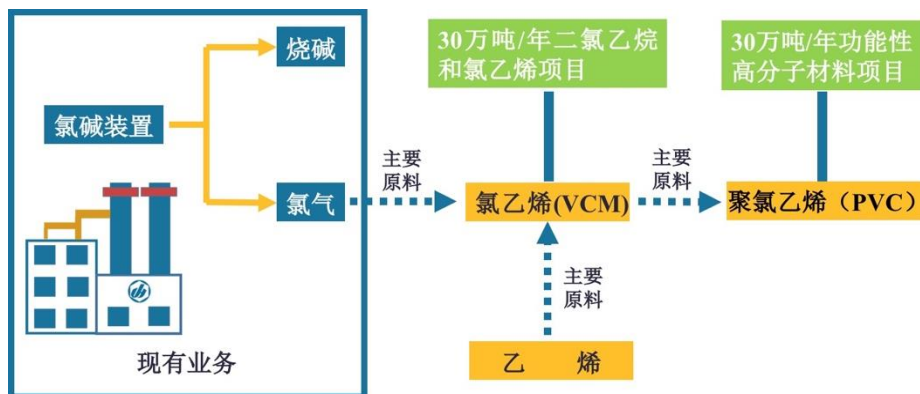 烧碱
氯碱装置
氯气
现有业务
主要
原料
30万吨/年二氯乙烷
和氯乙烯项目
氯乙烯(VCM)
主要
原料
乙 烯
主要
原料
30万吨/年功能性
高分子材料项目
聚氯乙烯（PVC）